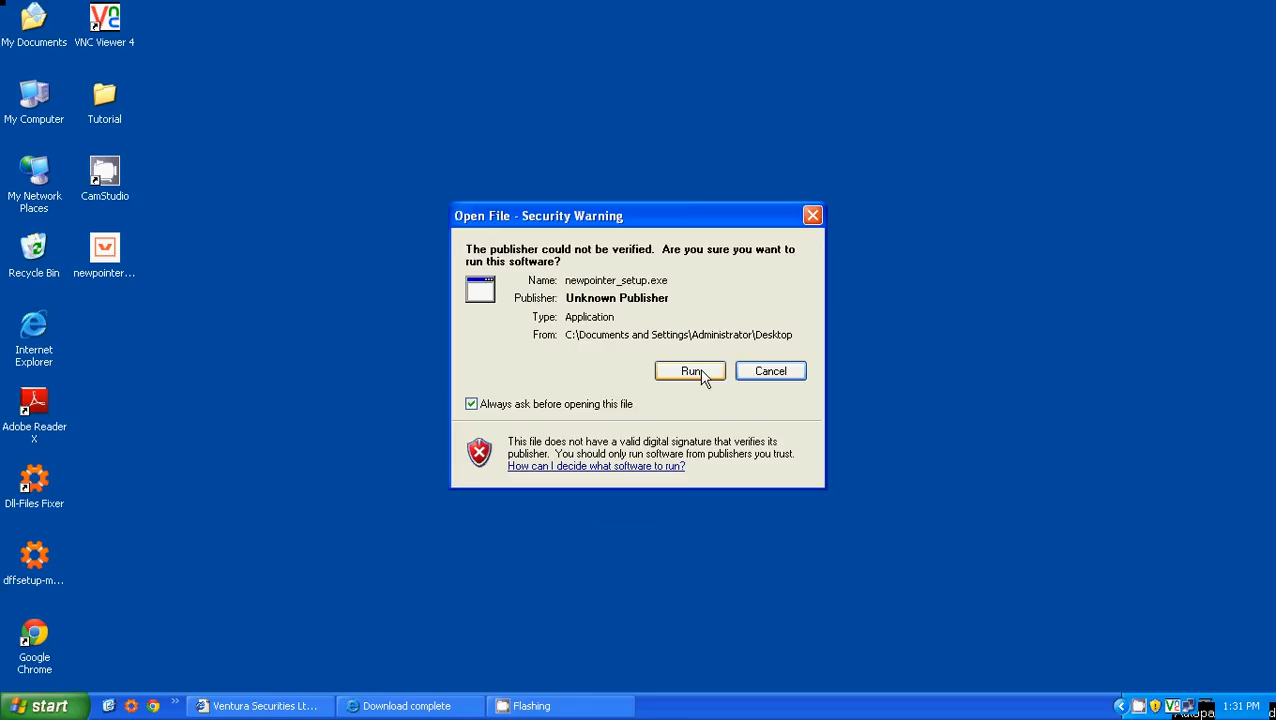 My Documents
VNC Viewer 4
My Computer
Tutorial
My Network
Places
CamStudio
Recycle Bin
newpointer...
Internet
Explorer
Adobe Reader
X
Dll-Files Fixer
dffsetup-m...
Google
Chrome
Open File - Security Warning
The publisher could not be verified. Are you sure you want to
run this software?
Name: newpointer_setup.exe
Publisher: Unknown Publisher
Type: Application
From: C:\Documents and Settings\Administrator\Desktop
Run
Cancel
Always ask before opening this file
This file does not have a valid digital signature that verifies its
publisher. You should only run software from publishers you trust.
How can I decide what software to run?
start
Ventura Securities Lt...
Download complete
Flashing
1:31 PM